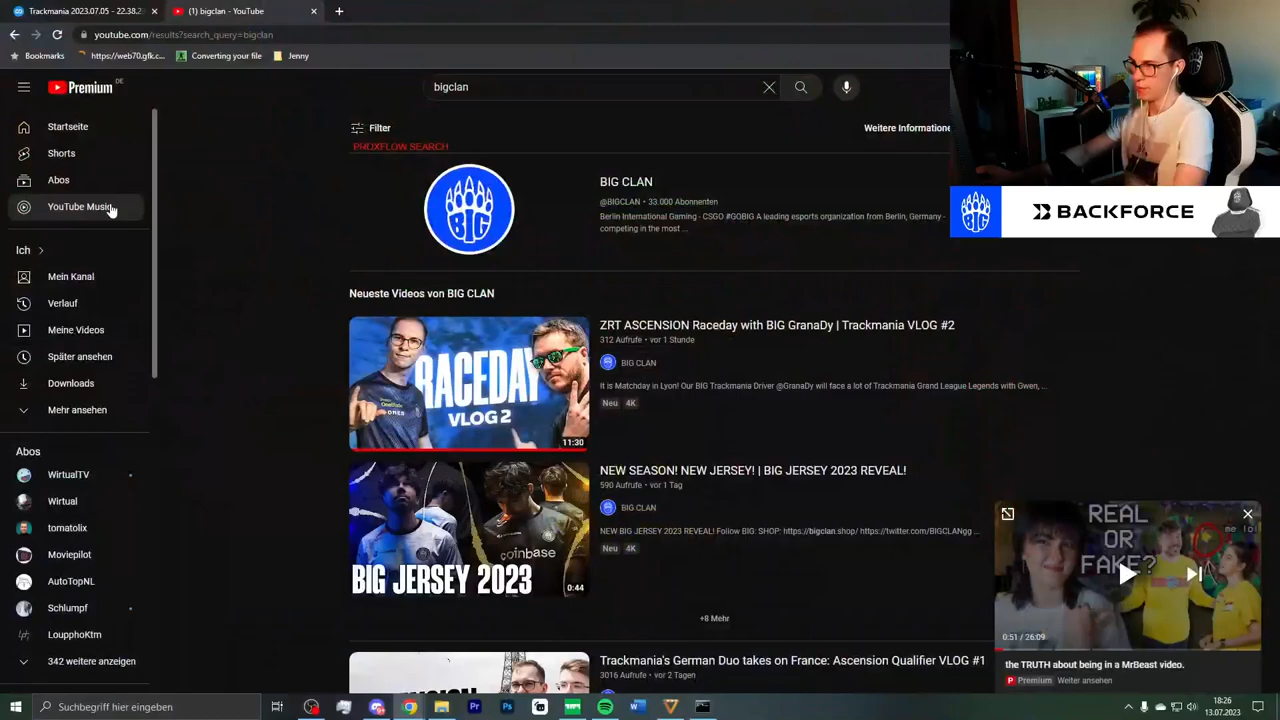 Trackmania 2023.07.05 - 22.38.2
(1) bigclan - YouTube
youtube.com/results?search_query=bigclan
Bookmarks
https://web70.gfk.c...
Converting your fil...
Jenny
Premium DE
bigclan
Startseite
Shorts
Abos
YouTube Music
Ich
Mein Kanal
Verlauf
Meine Videos
Später ansehen
Downloads
Mehr ansehen
Abos
WirtualTV
Wirtual
tomatolix
Moviepilot
AutoTopNL
Schlumpf
LoupphoKtm
342 weitere anzeigen
Filter
Weitere Informationen
PROXFLOW SEARCH
BIG
BIG CLAN
@BIGCLAN · 33.000 Abonnenten
Berlin International Gaming - CSGO #GOBIG A leading esports organization from Berlin, Germany -
competing in the most ...
Neueste Videos von BIG CLAN
RACEDAY
VLOG 2
11:30
ZRT ASCENSION Raceday with BIG GranaDy | Trackmania VLOG #2
312 Aufrufe · vor 1 Stunde
BIG CLAN
It is Matchday in Lyon! Our BIG Trackmania Driver @GranaDy will face a lot of Trackmania Grand League Legends with Gwen, ...
Neu 4K
coinbase
BIG JERSEY 2023
0:44
NEW SEASON! NEW JERSEY! | BIG JERSEY 2023 REVEAL!
590 Aufrufe · vor 1 Tag
BIG CLAN
NEW BIG JERSEY 2023 REVEAL! Follow BIG: SHOP: https://bigclan.shop/ https://twitter.com/BIGCLANgg ...
Neu 4K
+8 Mehr
Trackmania's German Duo takes on France: Ascension Qualifier VLOG #1
3016 Aufrufe · vor 2 Tagen
BIG
BACKFORCE
REAL
OR
FAKE?
me lol
0:51 / 26:09
the TRUTH about being in a MrBeast video.
P Premium Weiter ansehen
Suchbegriff hier eingeben
18:26
13.07.2023